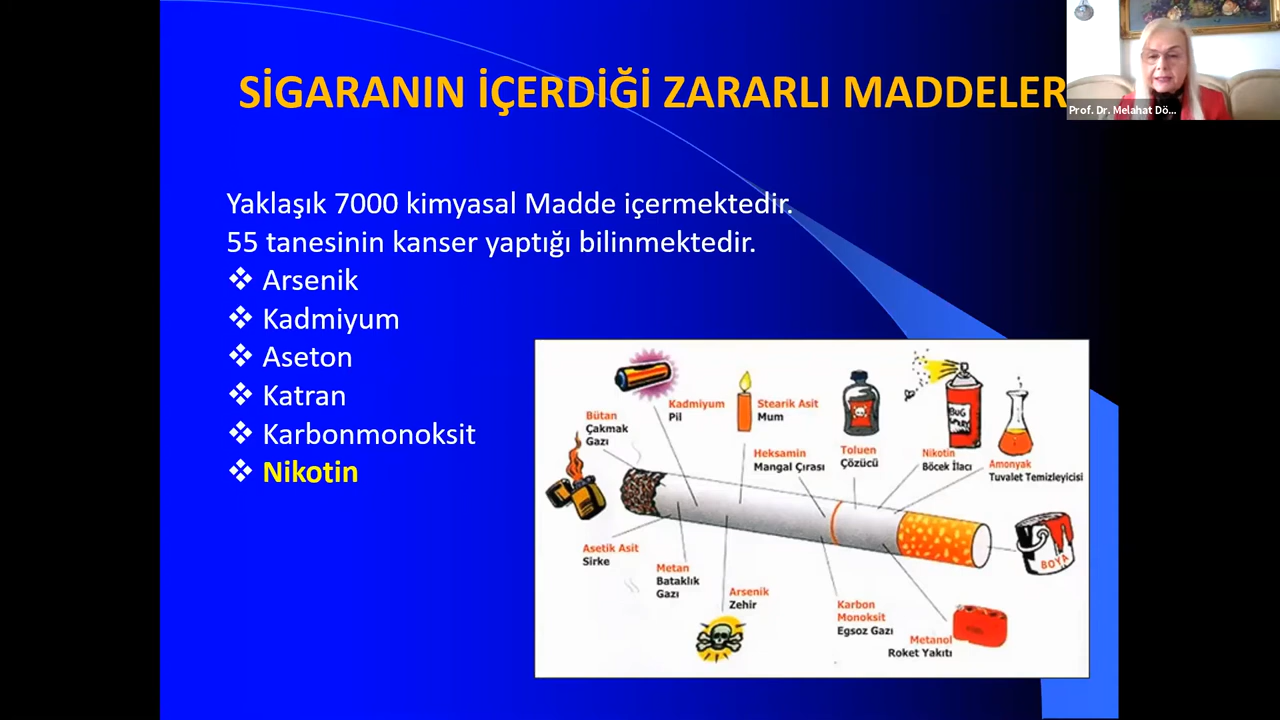 SİGARANIN İÇERDİĞİ ZARARLI MADDELER
Prof. Dr. Melahat Dö...
Yaklaşık 7000 kimyasal Madde içermektedir.
55 tanesinin kanser yaptığı bilinmektedir.
❖ Arsenik
❖ Kadmiyum
❖ Aseton
❖ Katran
❖ Karbonmonoksit
❖ Nikotin
Kadmiyum
Pil
Stearik Asit
Mum
Bütan
Çakmak
Gazı
Heksamin
Mangal Çırası
Toluen
Çözücü
BUG
Nikotin
Böcek İlacı
Amonyak
Tuvalet Temizleyicisi
BOYA
Asetik Asit
Sirke
Metan
Bataklık
Gazı
Arsenik
Zehir
Karbon
Monoksit
Egsoz Gazı
Metanol
Roket Yakıtı